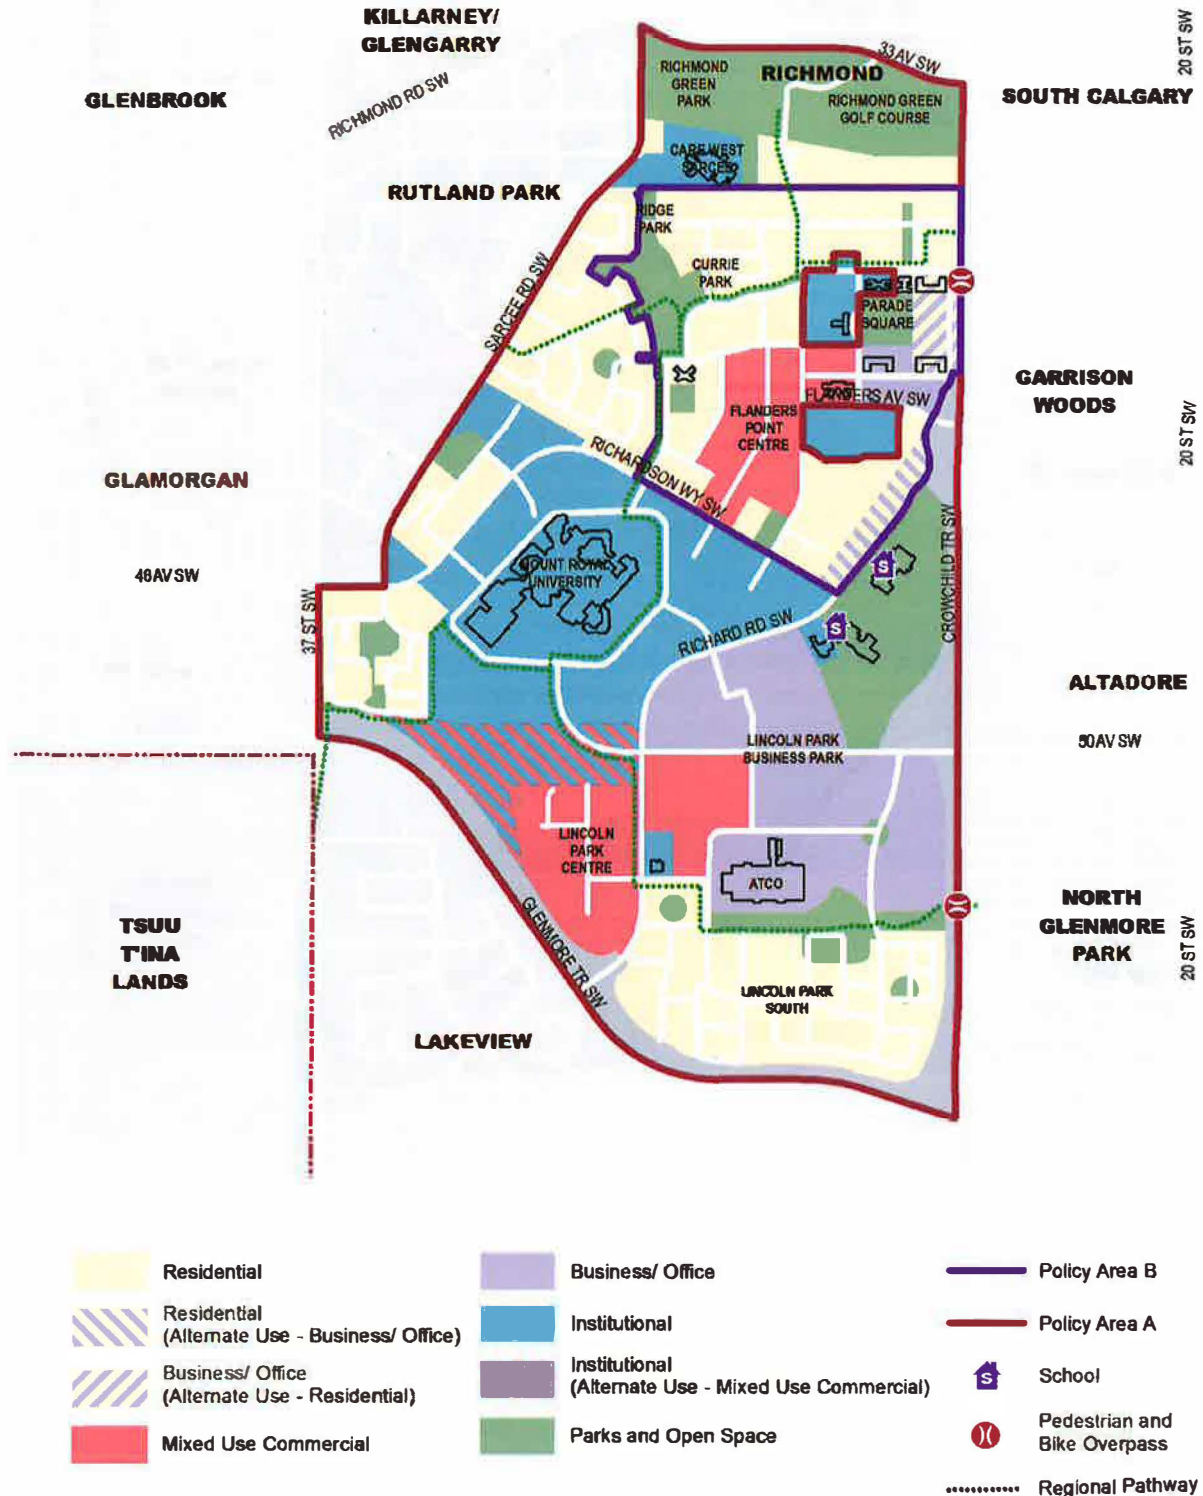 KILLARNEY/
GLENGARRY
20 ST SW
33 AV SW
RICHMOND
GREEN
PARK
RICHMOND
GLENBROOK
RICHMOND RD SW
RICHMOND GREEN
GOLF COURSE
SOUTH CALGARY
CARE WEST
SARCEE
RUTLAND PARK
RIDGE
PARK
CURRIE
PARK
SARCEE RD SW
PARADE
SQUARE
GARRISON
WOODS
FLANDERS AV SW
FLANDERS
POINT
CENTRE
20 ST SW
GLAMORGAN
RICHARDSON WY SW
MOUNT ROYAL
UNIVERSITY
46AV SW
S
CROWCHILD TR SW
37 ST SW
RICHARD RD SW
S
ALTADORE
LINCOLN PARK
BUSINESS PARK
50 AV SW
LINCOLN
PARK
CENTRE
ATCO
GLENMORE TR SW
NORTH
GLENMORE
PARK
20 ST SW
TSUU
T'INA
LANDS
LINCOLN PARK
SOUTH
LAKEVIEW
Residential
Residential
(Alternate Use - Business/ Office)
Business/ Office
(Alternate Use - Residential)
Mixed Use Commercial
Business/ Office
Institutional
Institutional
(Alternate Use - Mixed Use Commercial)
Parks and Open Space
Policy Area B
Policy Area A
S
School
Pedestrian and
Bike Overpass
Regional Pathway